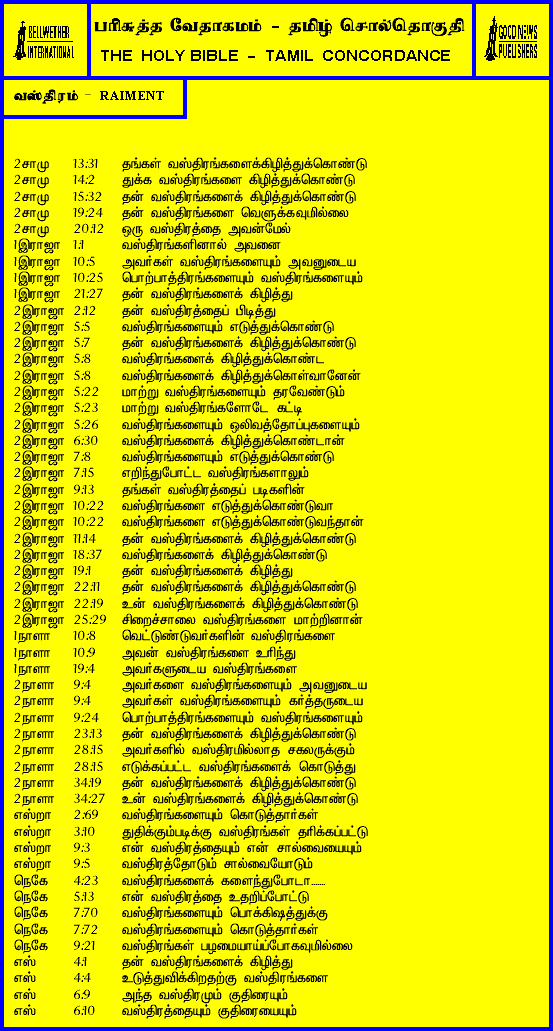 BELLWETHER
INTERNATIONAL
பரிசுத்த வேதாகமம் - தமிழ் சொல்தொகுதி
THE HOLY BIBLE - TAMIL CONCORDANCE
GOOD NEWS
PUBLISHERS
வஸ்திரம் - RAIMENT
2சாமு 13:31 தங்கள் வஸ்திரங்களைக்கிழித்துக்கொண்டு
2சாமு 14:2 துக்க வஸ்திரங்களை கிழித்துக்கொண்டு
2சாமு 15:32 தன் வஸ்திரங்களைக் கிழித்துக்கொண்டு
2சாமு 19:24 தன் வஸ்திரங்களை வெளுக்கவுமில்லை
2சாமு 20:12 ஒரு வஸ்திரத்தை அவன்மேல்
1இராஜா 1:1 வஸ்திரங்களினால் அவனை
1இராஜா 10:5 அவர்கள் வஸ்திரங்களையும் அவனுடைய
1இராஜா 10:25 பொற்பாத்திரங்களையும் வஸ்திரங்களையும்
1இராஜா 21:27 தன் வஸ்திரங்களைக் கிழித்து
2இராஜா 2:12 தன் வஸ்திரத்தைப் பிடித்து
2இராஜா 5:5 வஸ்திரங்களையும் எடுத்துக்கொண்டு
2இராஜா 5:7 தன் வஸ்திரங்களைக் கிழித்துக்கொண்டு
2இராஜா 5:8 வஸ்திரங்களைக் கிழித்துக்கொண்ட
2இராஜா 5:8 வஸ்திரங்களைக் கிழித்துக்கொள்வானேன்
2இராஜா 5:22 மாற்று வஸ்திரங்களையும் தரவேண்டும்
2இராஜா 5:23 மாற்று வஸ்திரங்களோடே கட்டி
2இராஜா 5:26 வஸ்திரங்களையும் ஒலிவத்தோப்புகளையும்
2இராஜா 6:30 வஸ்திரங்களைக் கிழித்துக்கொண்டான்
2இராஜா 7:8 வஸ்திரங்களையும் எடுத்துக்கொண்டு
2இராஜா 7:15 எறிந்துபோட்ட வஸ்திரங்களாலும்
2இராஜா 9:13 தங்கள் வஸ்திரத்தைப் படிகளின்
2இராஜா 10:22 வஸ்திரங்களை எடுத்துக்கொண்டுவா
2இராஜா 10:22 வஸ்திரங்களை எடுத்துக்கொண்டுவந்தான்
2இராஜா 11:14 தன் வஸ்திரங்களைக் கிழித்துக்கொண்டு
2இராஜா 18:37 வஸ்திரங்களைக் கிழித்துக்கொண்டு
2இராஜா 19:1 தன் வஸ்திரங்களைக் கிழித்து
2இராஜா 22:11 தன் வஸ்திரங்களைக் கிழித்துக்கொண்டு
2இராஜா 22:19 உன் வஸ்திரங்களைக் கிழித்துக்கொண்டு
2இராஜா 25:29 சிறைச்சாலை வஸ்திரங்களை மாற்றினான்
1நாளா 10:8 வெட்டுண்டுவர்களின் வஸ்திரங்களை
1நாளா 10:9 அவன் வஸ்திரங்களை உரிந்து
1நாளா 19:4 அவர்களுடைய வஸ்திரங்களை
2நாளா 9:4 அவர்களை வஸ்திரங்களையும் அவனுடைய
2நாளா 9:4 அவர்கள் வஸ்திரங்களையும் கர்த்தருடைய
2நாளா 9:24 பொற்பாத்திரங்களையும் வஸ்திரங்களையும்
2நாளா 23:13 தன் வஸ்திரங்களைக் கிழித்துக்கொண்டு
2நாளா 28:15 அவர்களில் வஸ்திரமில்லாத சகலருக்கும்
2நாளா 28:15 எடுக்கப்பட்ட வஸ்திரங்களைக் கொடுத்து
2நாளா 34:19 தன் வஸ்திரங்களைக் கிழித்துக்கொண்டு
2நாளா 34:27 உன் வஸ்திரங்களைக் கிழித்துக்கொண்டு
எஸ்றா 2:69 வஸ்திரங்களையும் கொடுத்தார்கள்
எஸ்றா 3:10 துதிக்கும்படிக்கு வஸ்திரங்கள் தரிக்கப்பட்டு
எஸ்றா 9:3 என் வஸ்திரத்தையும் என் சால்வையையும்
எஸ்றா 9:5 வஸ்திரத்தோடும் சால்வையோடும்
நெகே 4:23 வஸ்திரங்களைக் களைந்துபோடா.......
நெகே 5:13 என் வஸ்திரத்தை உதறிப்போட்டு
நெகே 7:70 வஸ்திரங்களையும் பொக்கிஷத்துக்கு
நெகே 7:72 வஸ்திரங்களையும் கொடுத்தார்கள்
நெகே 9:21 வஸ்திரங்கள் பழமையாய்ப்போகவுமில்லை
எஸ் 4:1 தன் வஸ்திரங்களைக் கிழித்து
எஸ் 4:4 உடுத்துவிக்கிறதற்கு வஸ்திரங்களை
எஸ் 6:9 அந்த வஸ்திரமும் குதிரையும்
எஸ் 6:10 வஸ்திரத்தையும் குதிரையையும்